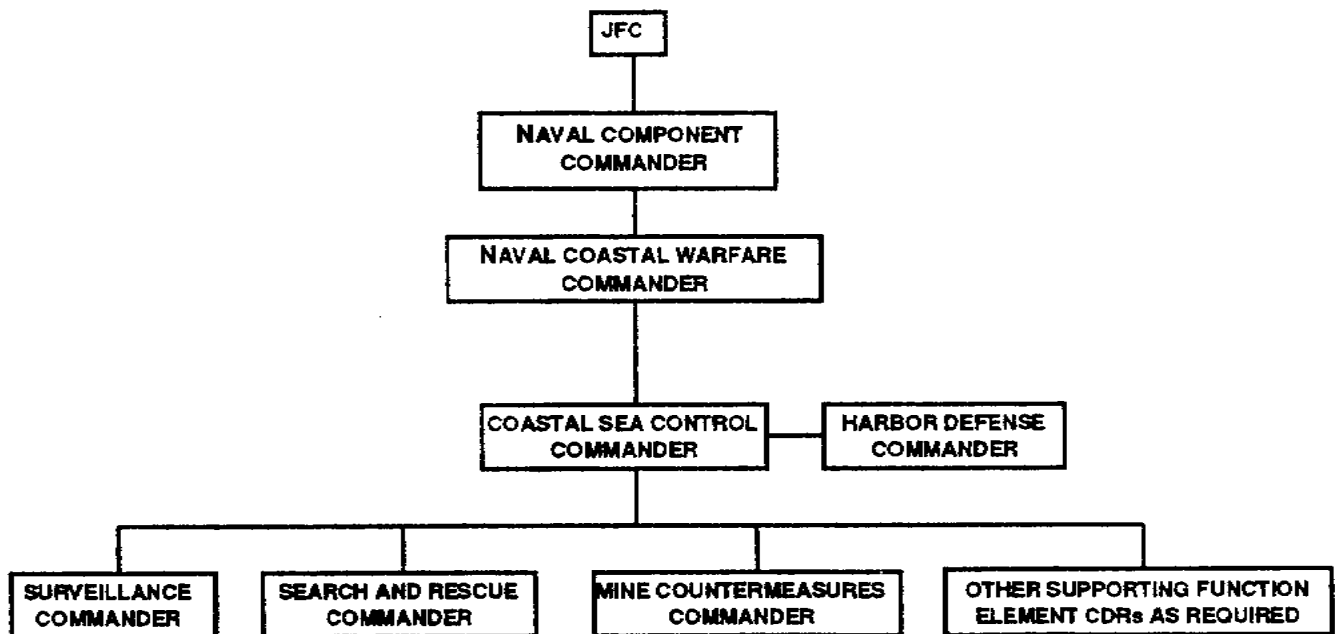 JFC
NAVAL COMPONENT
COMMANDER
NAVAL COASTAL WARFARE
COMMANDER
COASTAL SEA CONTROL
COMMANDER
HARBOR DEFENSE
COMMANDER
SURVEILLANCE
COMMANDER
SEARCH AND RESCUE
COMMANDER
MINE COUNTERMEASURES
COMMANDER
OTHER SUPPORTING FUNCTION
ELEMENT CDRs AS REQUIRED